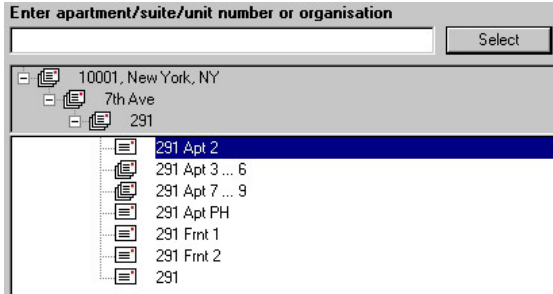 Enter apartment/suite/unit number or organisation
Select
10001, New York, NY
7th Ave
291
291 Apt 2
291 Apt 3 ... 6
291 Apt 7 ... 9
291 Apt PH
291 Frnt 1
291 Frnt 2
291